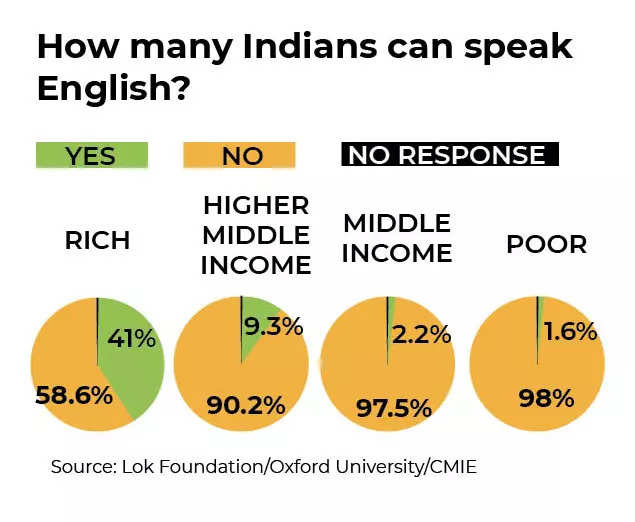 How many Indians can speak
English?
YES NO NO RESPONSE
RICH
HIGHER
MIDDLE
INCOME
MIDDLE
INCOME
POOR
41%
58.6%
9.3%
90.2%
2.2%
97.5%
1.6%
98%
Source: Lok Foundation/Oxford University/CMIE